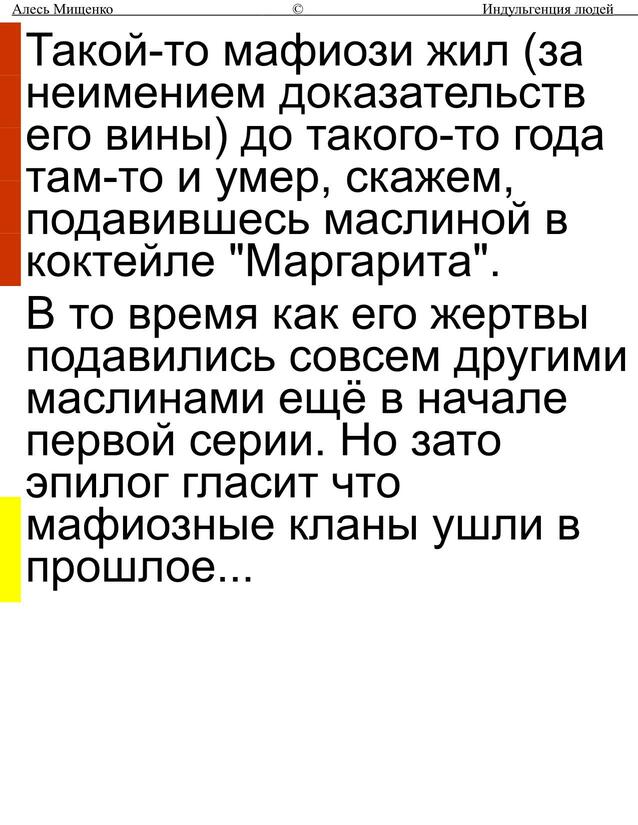 Алесь Мищенко © Индульгенция людей
Такой-то мафиози жил (за
неимением доказательств
его вины) до такого-то года
там-то и умер, скажем,
подавившесь маслиной в
коктейле "Маргарита".
В то время как его жертвы
подавились совсем другими
маслинами ещё в начале
первой серии. Но зато
эпилог гласит что
мафиозные кланы ушли в
прошлое...